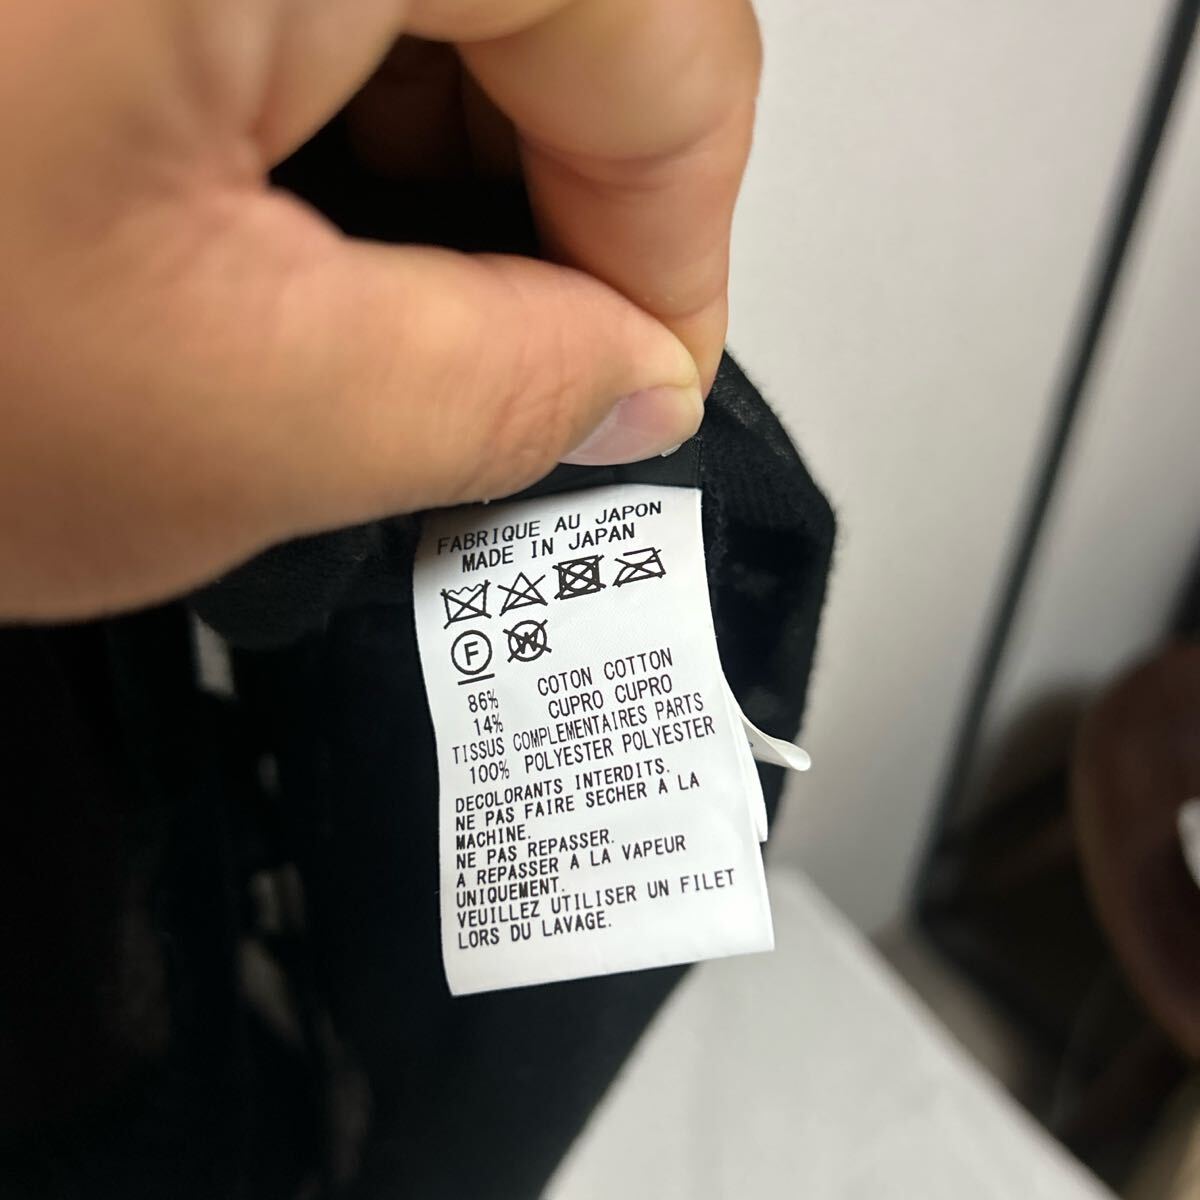 FABRIQUE AU JAPON
MADE IN JAPAN
F W
86% COTON COTTON
14% CUPRO CUPRO
TISSUS COMPLEMENTAIRES PARTS
100% POLYESTER POLYESTER
DECOLORANTS INTERDITS.
NE PAS FAIRE SECHER A LA
MACHINE.
NE PAS REPASSER.
A REPASSER A LA VAPEUR
UNIQUEMENT.
VEUILLEZ UTILISER UN FILET
LORS DU LAVAGE.